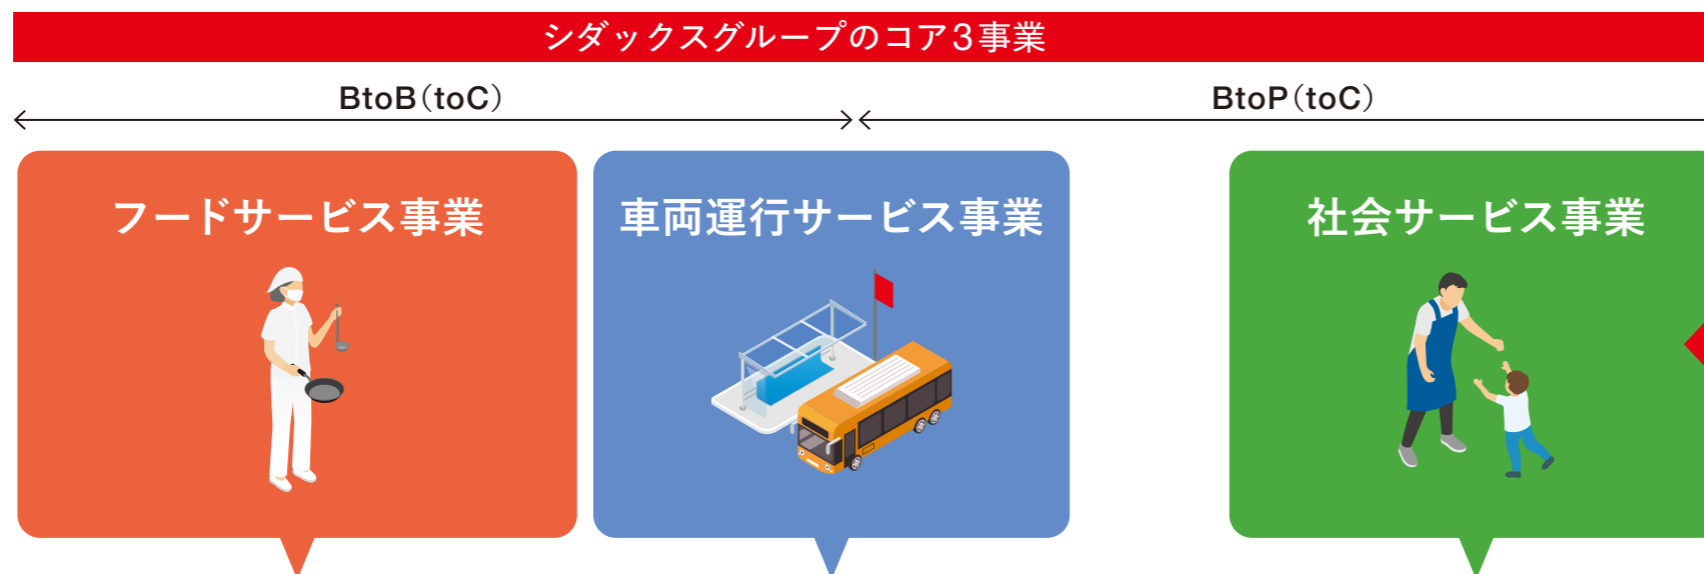 シダックスグループのコア3事業
BtoB（toC）
BtoP（toC）
フードサービス事業
車両運行サービス事業
社会サービス事業